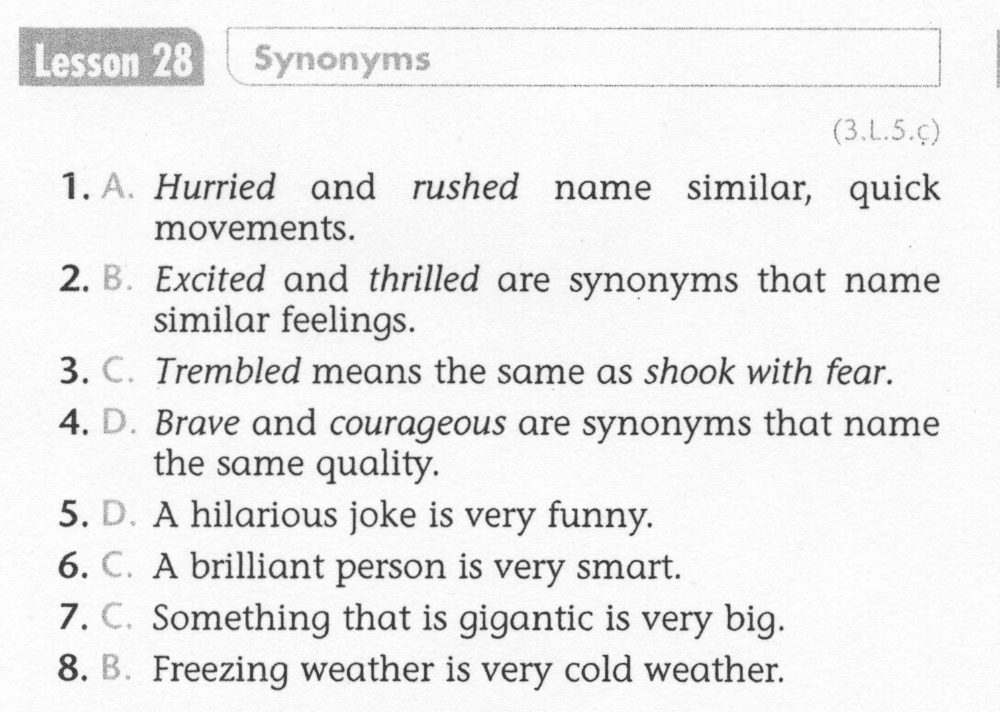 Lesson 28 Synonyms
(3.L.5.c)
1. A. Hurried and rushed name similar, quick
movements.
2. B. Excited and thrilled are synonyms that name
similar feelings.
3. C. Trembled means the same as shook with fear.
4. D. Brave and courageous are synonyms that name
the same quality.
5. D. A hilarious joke is very funny.
6. C. A brilliant person is very smart.
7. C. Something that is gigantic is very big.
8. B. Freezing weather is very cold weather.